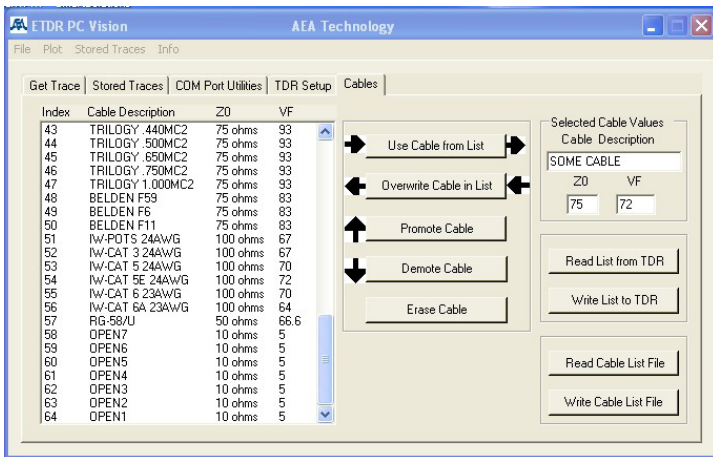 ETDR PC Vision AEA Technology
File Plot Stored Traces Info
Get Trace Stored Traces COM Port Utilities TDR Setup Cables
Index Cable Description Z0 VF
43 TRILOGY .440MC2 75 ohms 93
44 TRILOGY .500MC2 75 ohms 93
45 TRILOGY .650MC2 75 ohms 93
46 TRILOGY .750MC2 75 ohms 93
47 TRILOGY 1.000MC2 75 ohms 93
48 BELDEN F59 75 ohms 83
49 BELDEN F6 75 ohms 83
50 BELDEN F11 75 ohms 83
51 IW-POTS 24AWG 100 ohms 67
52 IW-CAT 3 24AWG 100 ohms 67
53 IW-CAT 5 24AWG 100 ohms 70
54 IW-CAT 5E 24AWG 100 ohms 72
55 IW-CAT 6 23AWG 100 ohms 70
56 IW-CAT 6A 23AWG 100 ohms 64
57 RG-58/U 50 ohms 66.6
58 OPEN7 10 ohms 5
59 OPEN6 10 ohms 5
60 OPEN5 10 ohms 5
61 OPEN4 10 ohms 5
62 OPEN3 10 ohms 5
63 OPEN2 10 ohms 5
64 OPEN1 10 ohms 5
Use Cable from List
Overwrite Cable in List
Promote Cable
Demote Cable
Erase Cable
Selected Cable Values
Cable Description
SOME CABLE
Z0 VF
75 72
Read List from TDR
Write List to TDR
Read Cable List File
Write Cable List File